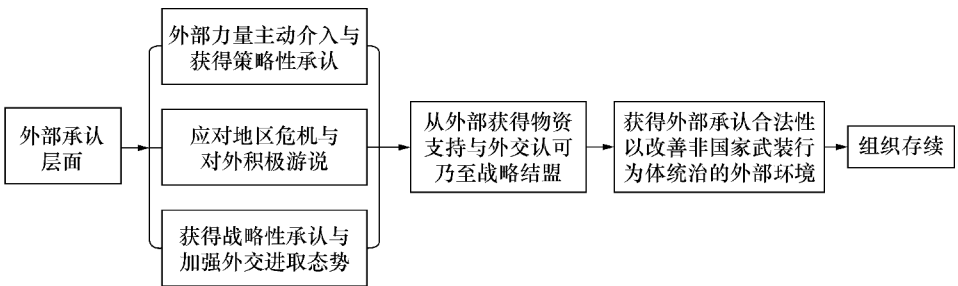 外部承认
层面
外部力量主动介入与
获得策略性承认
应对地区危机与
对外积极游说
获得战略性承认与
加强外交进取态势
从外部获得物资
支持与外交认可
乃至战略结盟
获得外部承认合法性
以改善非国家武装行
为体统治的外部环境
组织存续